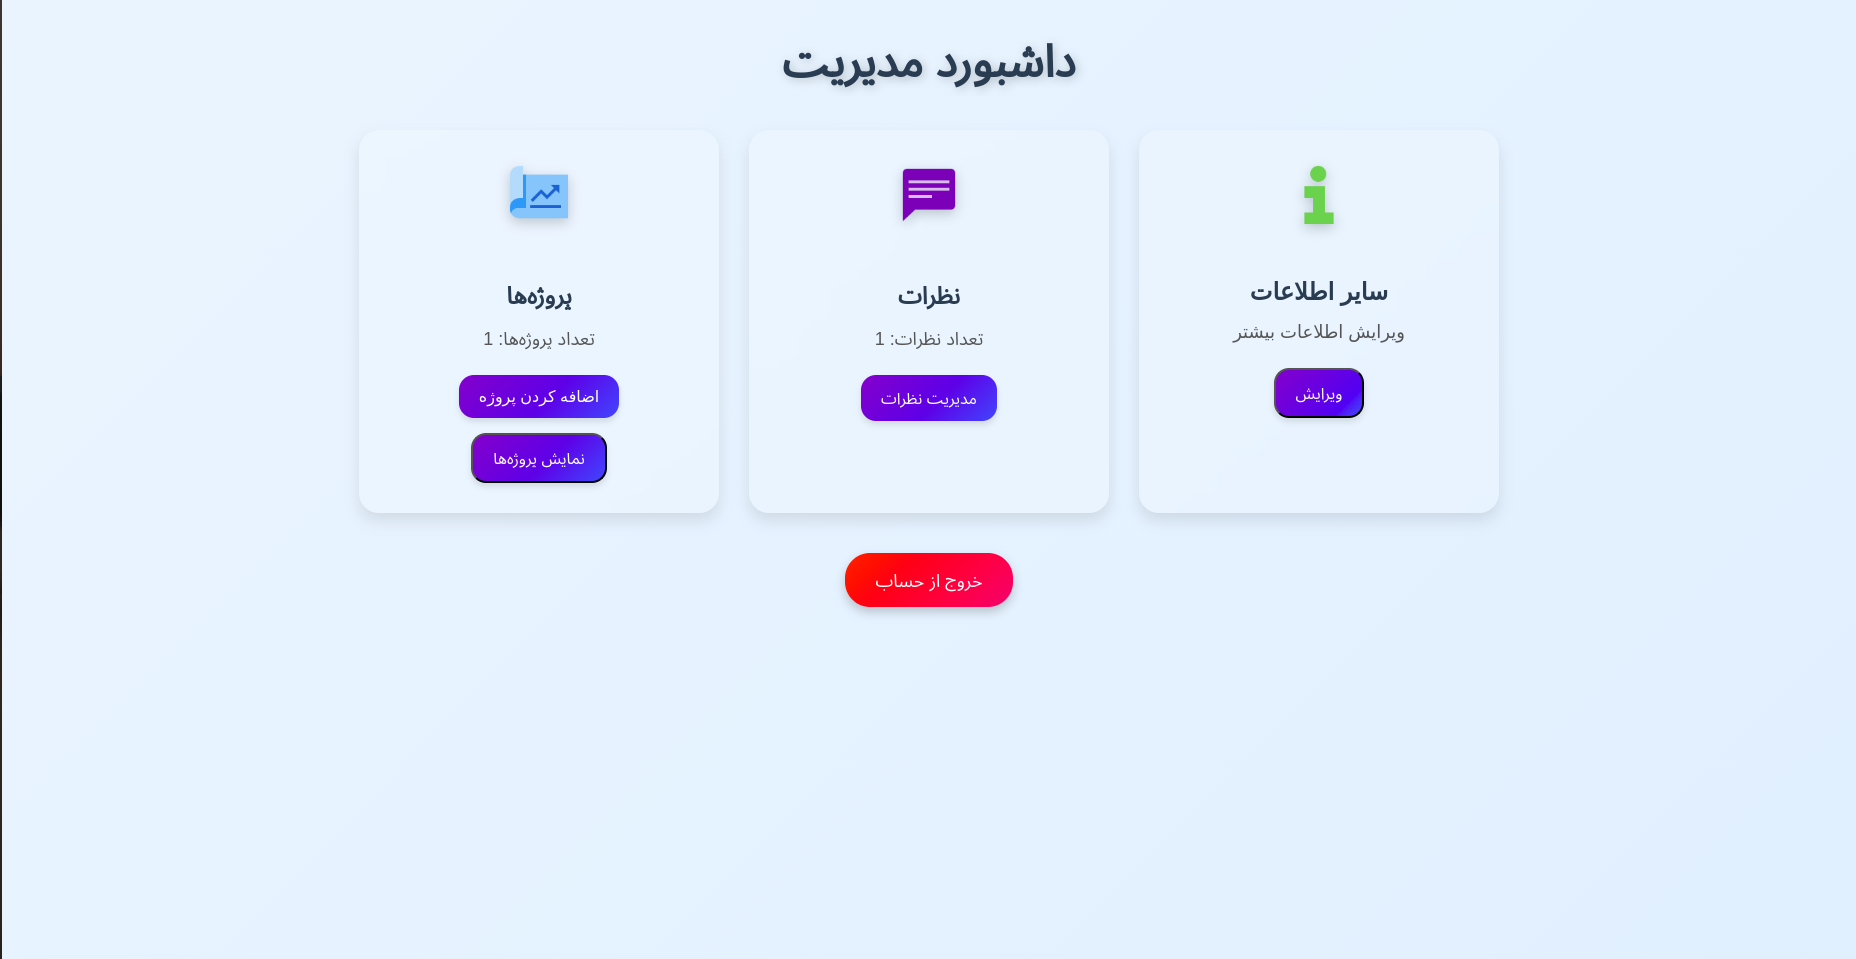 داشبورد مدیریت
سایر اطلاعات
ویرایش اطلاعات بیشتر
ویرایش
نظرات
تعداد نظرات: 1
مدیریت نظرات
پروژه‌ها
تعداد پروژه‌ها: 1
اضافه کردن پروژه
نمایش پروژه‌ها
خروج از حساب